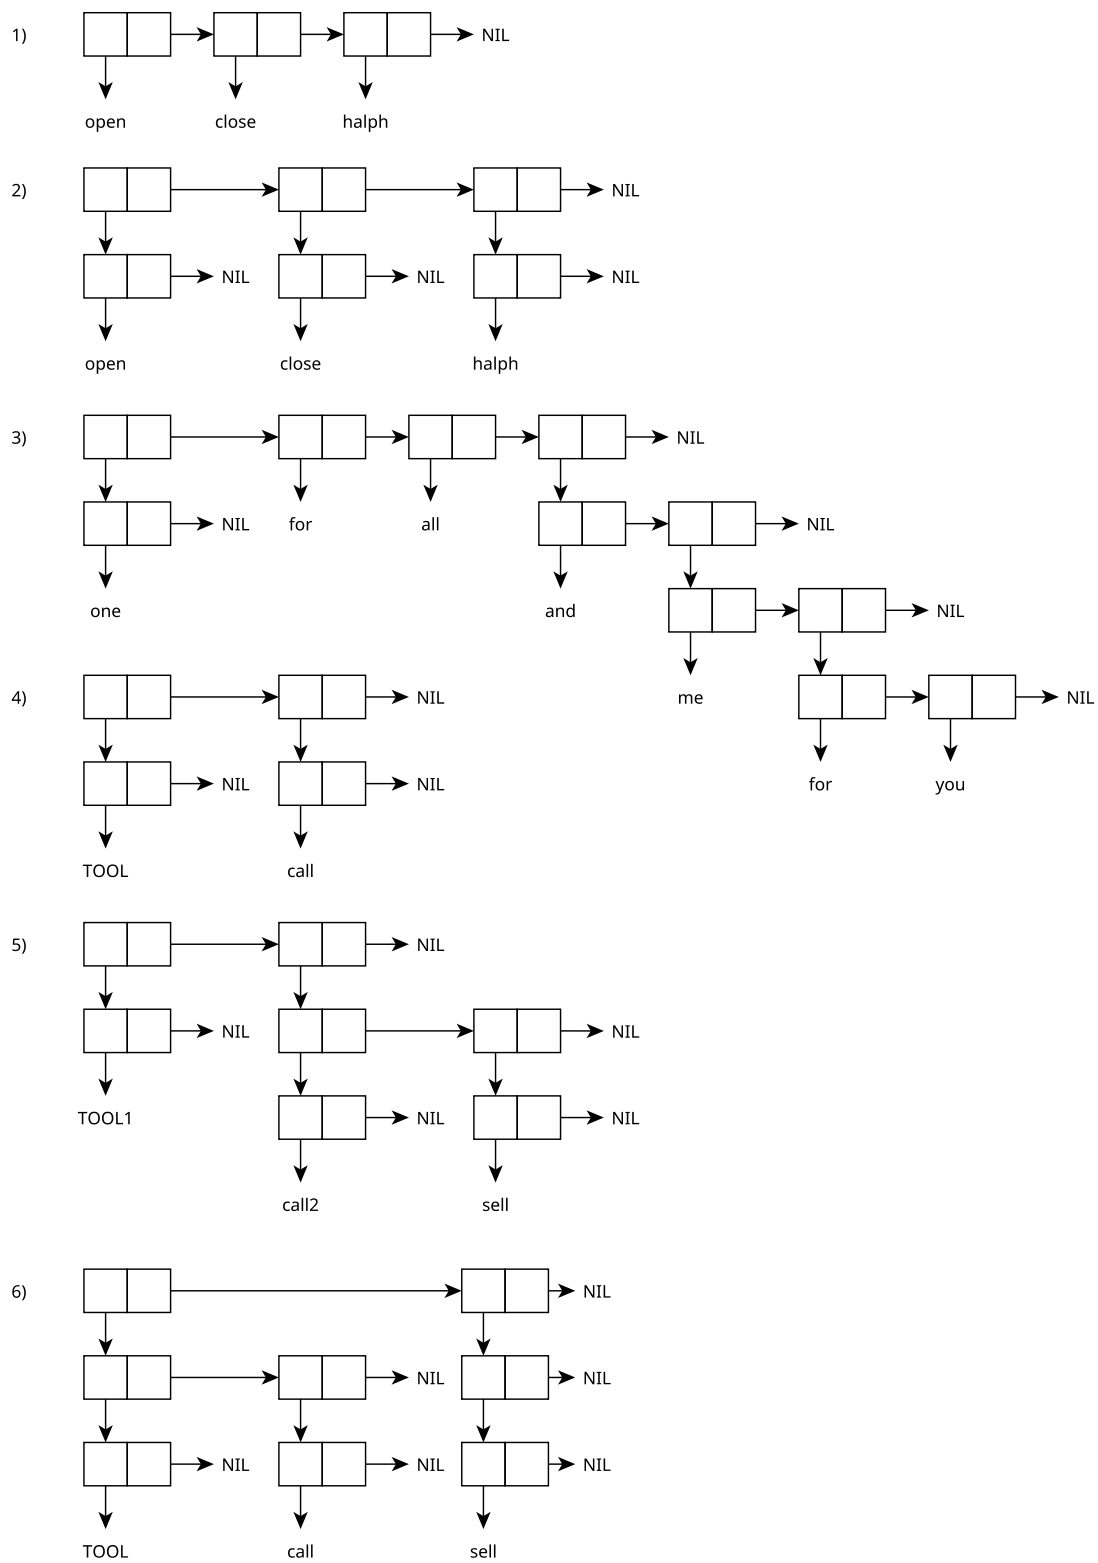 1) NIL
open close halph
2) NIL
NIL NIL NIL
open close halph
3) NIL
NIL for all NIL
one and NIL
4) NIL me NIL
NIL NIL for you
TOOL call
5) NIL
NIL NIL
TOOL1 NIL NIL
call2 sell
6) NIL
NIL NIL
NIL NIL NIL
TOOL call sell